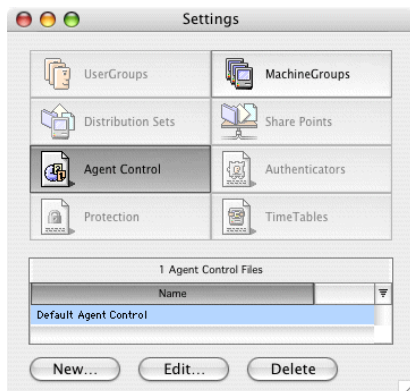 Settings
UserGroups
MachineGroups
Distribution Sets
Share Points
Agent Control
Authenticators
Protection
TimeTables
1 Agent Control Files
Name
Default Agent Control
New...
Edit...
Delete